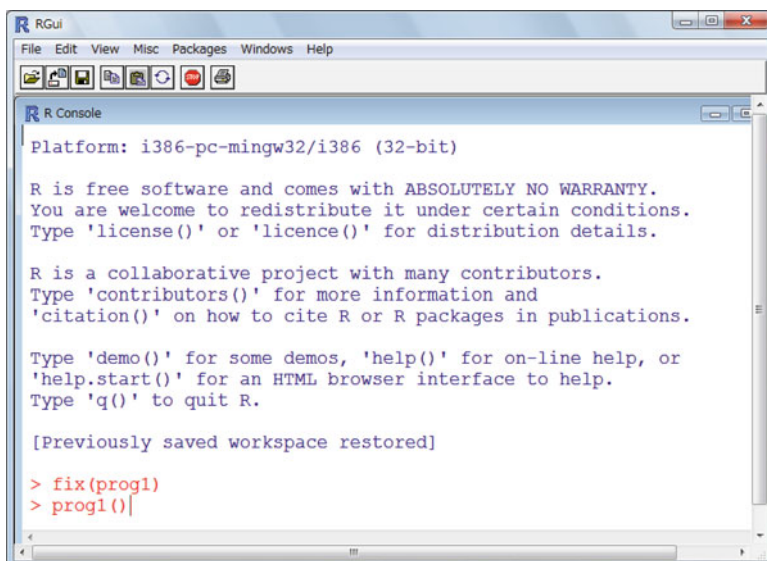 RGui
File Edit View Misc Packages Windows Help
STOP
R Console
Platform: i386-pc-mingw32/i386 (32-bit)
R is free software and comes with ABSOLUTELY NO WARRANTY.
You are welcome to redistribute it under certain conditions.
Type 'license()' or 'licence()' for distribution details.
R is a collaborative project with many contributors.
Type 'contributors()' for more information and
'citation()' on how to cite R or R packages in publications.
Type 'demo()' for some demos, 'help()' for on-line help, or
'help.start()' for an HTML browser interface to help.
Type 'q()' to quit R.
[Previously saved workspace restored]
> fix(prog1)
> prog1()